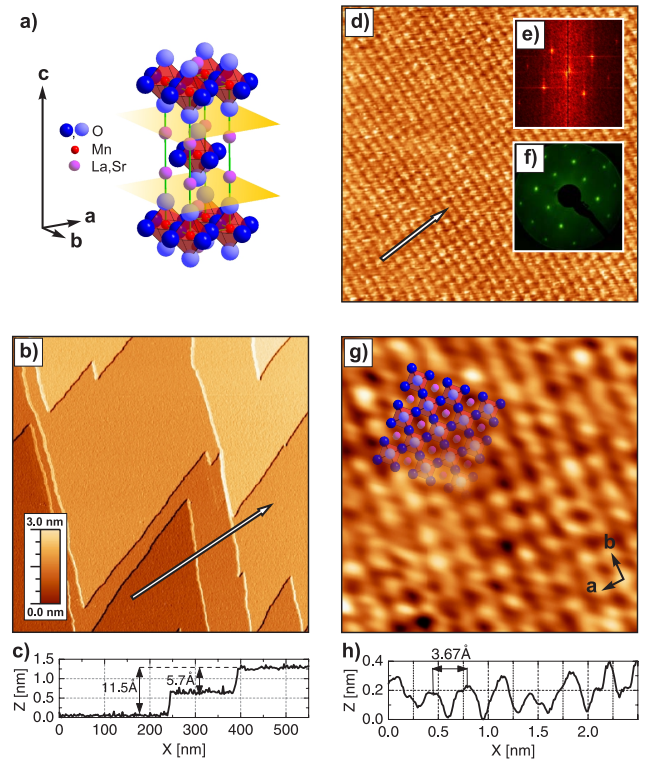 a)
c
, O
Mn
La,Sr
a
b
d)
e)
f)
b)
3.0 nm
0.0 nm
g)
b
a
c)
1.5
1.0
0.5
0.0
Z [nm]
11.5Å
5.7Å
0 100 200 300 400 500
X [nm]
h)
0.4
0.2
0.0
Z [nm]
3.67Å
0.0 0.5 1.0 1.5 2.0
X [nm]